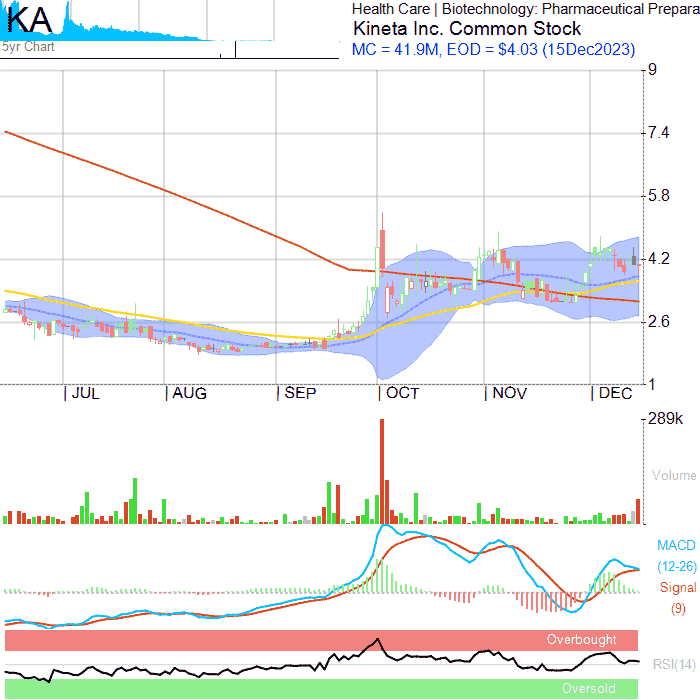 KA
5yr Chart
Health Care | Biotechnology: Pharmaceutical Prepara
Kineta Inc. Common Stock
MC = 41.9M, EOD = $4.03 (15Dec2023)
9
7.4
5.8
4.2
2.6
1
JUL AUG SEP OCT NOV DEC
289k
Volume
MACD
(12-26)
Signal
(9)
Overbought
RSI(14)
Oversold